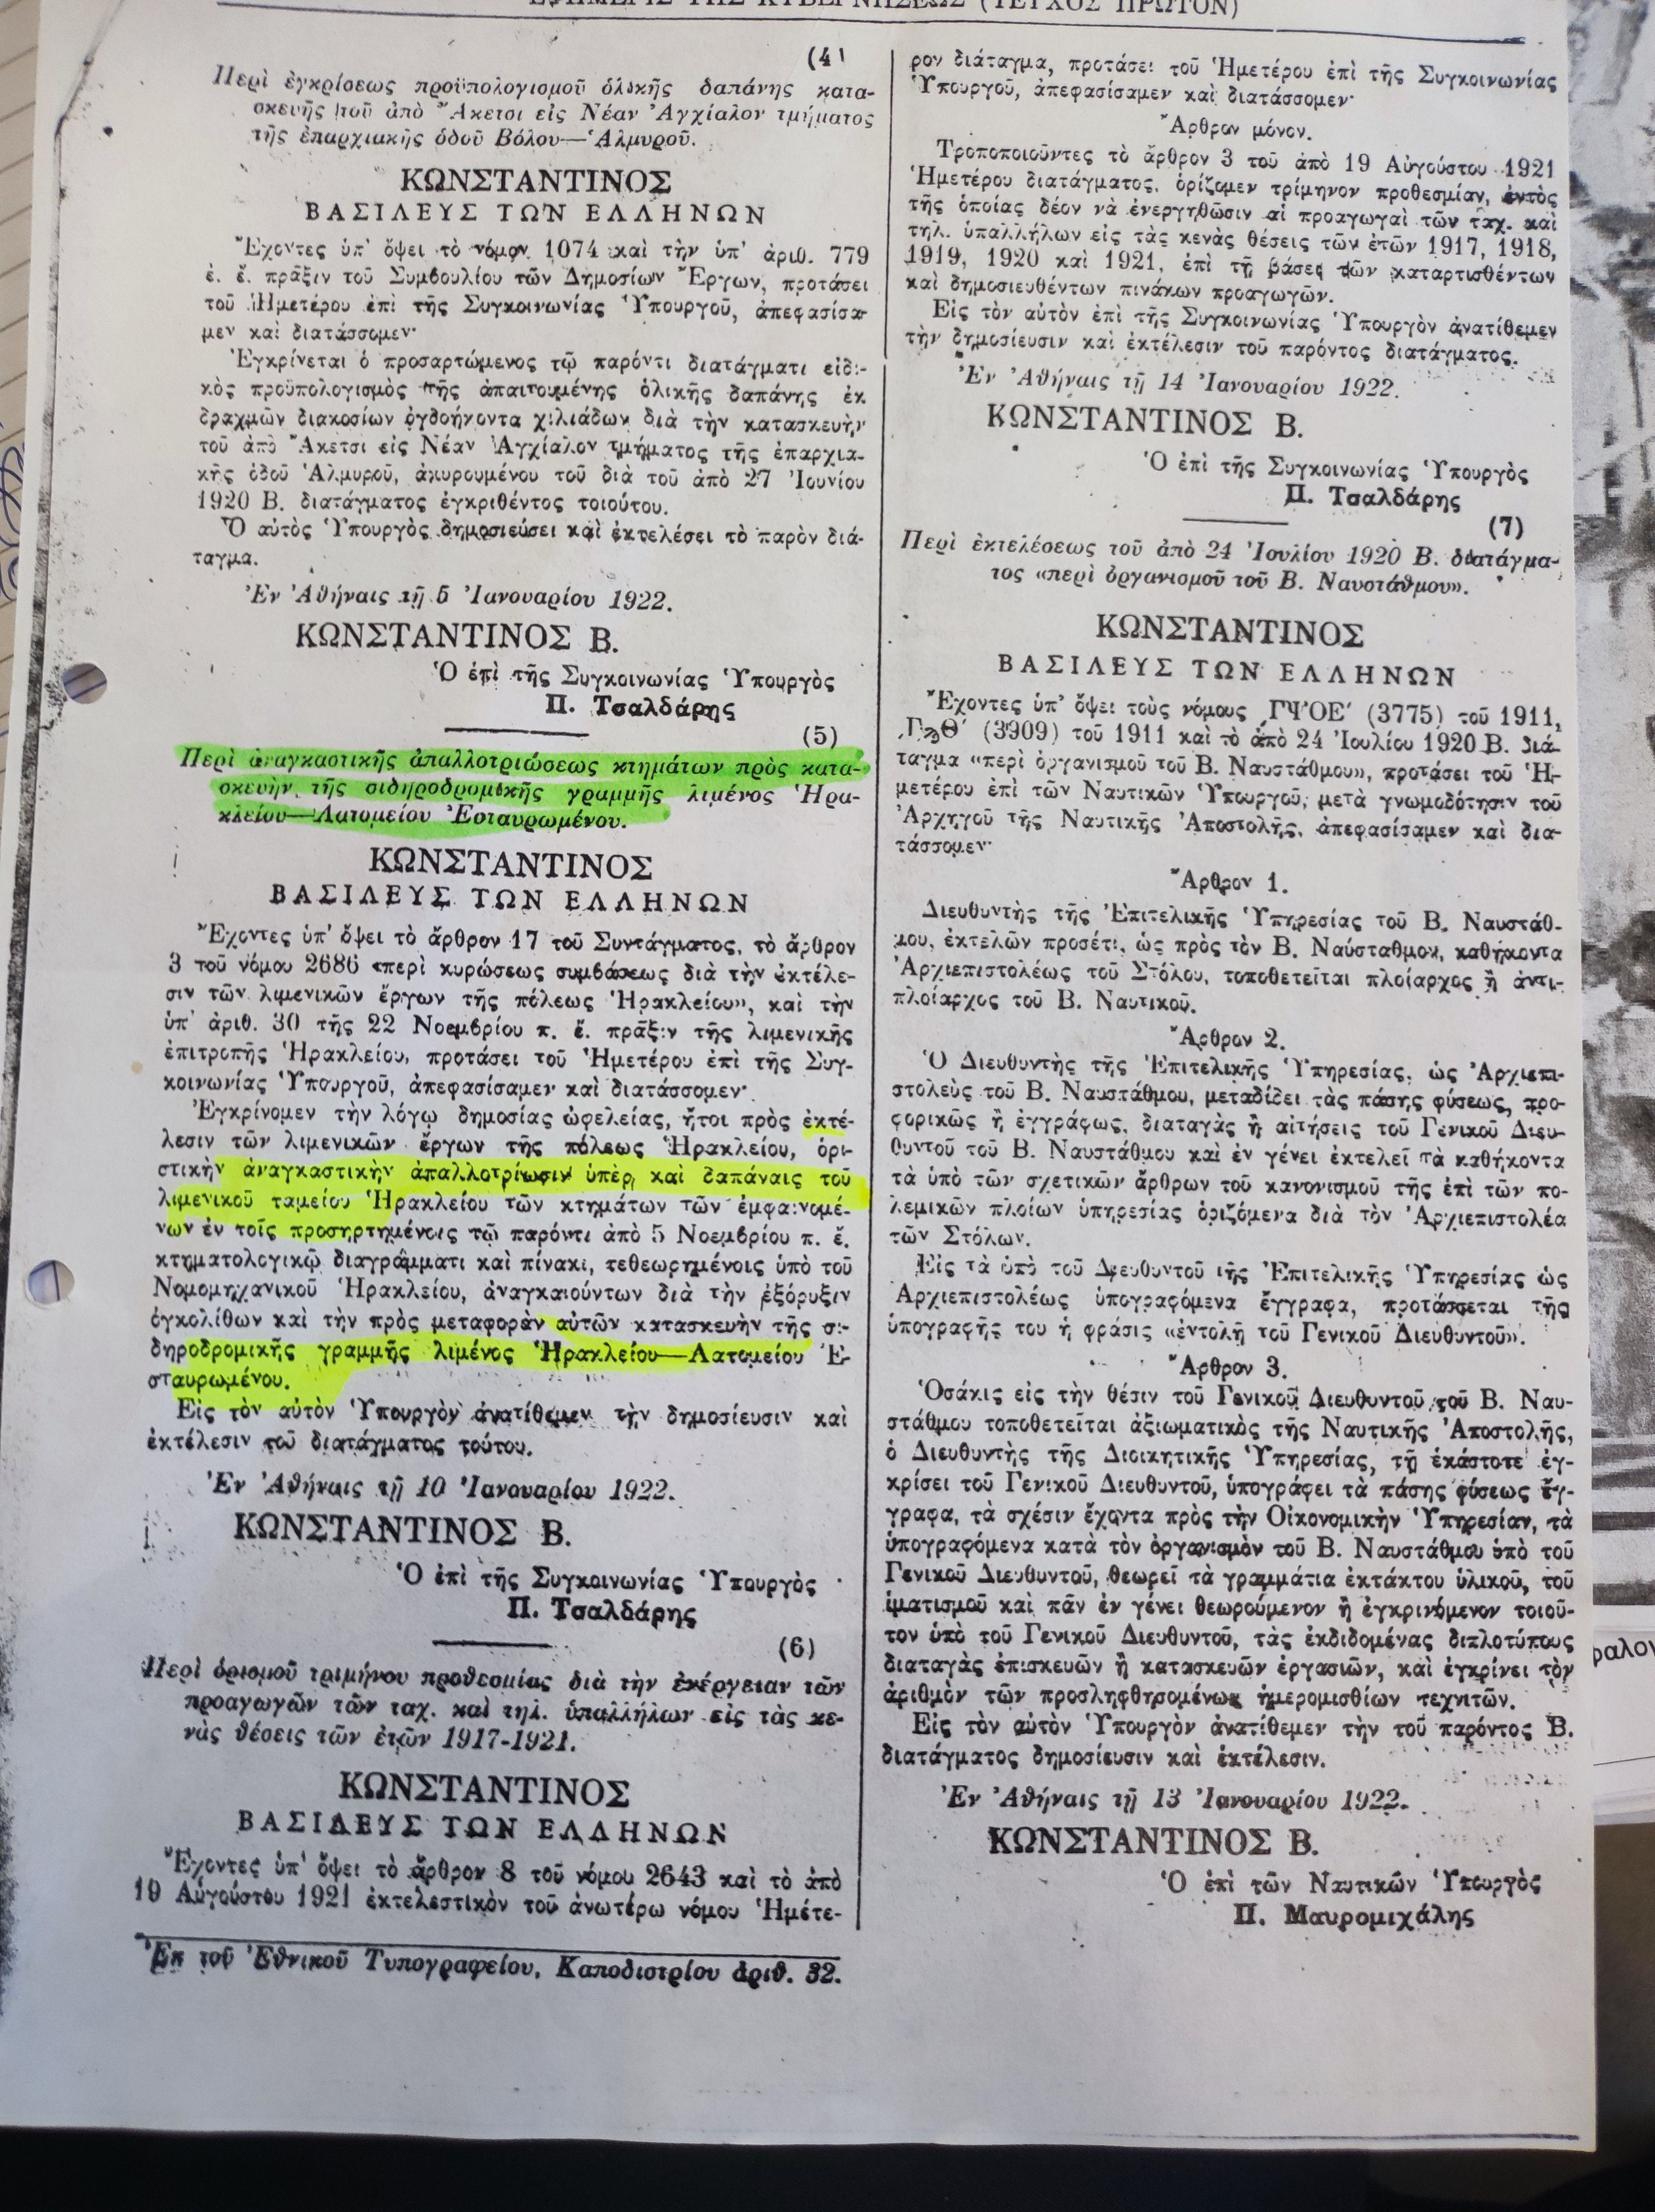 ΕΦΗΜΕΡΙΣ ΤΗΣ ΚΥΒΕΡΝΗΣΕΩΣ (ΤΕΥΧΟΣ ΠΡΩΤΟΝ)
(4)
Περὶ ἐγκρίσεως προϋπολογισμοῦ ὁλικῆς δαπάνης κατα-
σκευῆς τοῦ ἀπὸ Ἄκετσι εἰς Νέαν Ἀγχίαλον τμήματος
τῆς ἐπαρχιακῆς ὁδοῦ Βόλου—Ἁλμυροῦ.
ΚΩΝΣΤΑΝΤΙΝΟΣ
ΒΑΣΙΛΕΥΣ ΤΩΝ ΕΛΛΗΝΩΝ
Ἔχοντες ὑπ' ὄψει τὸ νόμον 1074 καὶ τὴν ὑπ' ἀριθ. 779
ἐ. ἔ. πρᾶξιν τοῦ Συμβουλίου τῶν Δημοσίων Ἔργων, προτάσει
τοῦ Ἡμετέρου ἐπὶ τῆς Συγκοινωνίας Ὑπουργοῦ, ἀπεφασίσα-
μεν καὶ διατάσσομεν·
Ἐγκρίνεται ὁ προσαρτώμενος τῷ παρόντι διατάγματι εἰδι-
κὸς προϋπολογισμὸς τῆς ἀπαιτουμένης ὁλικῆς δαπάνης ἐκ
δραχμῶν διακοσίων ὀγδοήκοντα χιλιάδων διὰ τὴν κατασκευὴν
τοῦ ἀπὸ Ἄκετσι εἰς Νέαν Ἀγχίαλον τμήματος τῆς ἐπαρχια-
κῆς ὁδοῦ Ἁλμυροῦ, ἀκυρουμένου τοῦ διὰ τοῦ ἀπὸ 27 Ἰουνίου
1920 Β. διατάγματος ἐγκριθέντος τοιούτου.
Ὁ αὐτὸς Ὑπουργὸς δημοσιεύσει καὶ ἐκτελέσει τὸ παρὸν διά-
ταγμα.
Ἐν Ἀθήναις τῇ 5 Ἰανουαρίου 1922.
ΚΩΝΣΤΑΝΤΙΝΟΣ Β.
Ὁ ἐπὶ τῆς Συγκοινωνίας Ὑπουργὸς
Π. Τσαλδάρης
(5)
Περὶ ἀναγκαστικῆς ἀπαλλοτριώσεως κτημάτων πρὸς κατα-
σκευὴν τῆς σιδηροδρομικῆς γραμμῆς λιμένος Ἡρα-
κλείου—Λατομείου Ἐσταυρωμένου.
ΚΩΝΣΤΑΝΤΙΝΟΣ
ΒΑΣΙΛΕΥΣ ΤΩΝ ΕΛΛΗΝΩΝ
Ἔχοντες ὑπ' ὄψει τὸ ἄρθρον 17 τοῦ Συντάγματος, τὸ ἄρθρον
3 τοῦ νόμου 2686 «περὶ κυρώσεως συμβάσεως διὰ τὴν ἐκτέλε-
σιν τῶν λιμενικῶν ἔργων τῆς πόλεως Ἡρακλείου», καὶ τὴν
ὑπ' ἀριθ. 30 τῆς 22 Νοεμβρίου π. ἔ. πρᾶξιν τῆς λιμενικῆς
ἐπιτροπῆς Ἡρακλείου, προτάσει τοῦ Ἡμετέρου ἐπὶ τῆς Συγ-
κοινωνίας Ὑπουργοῦ, ἀπεφασίσαμεν καὶ διατάσσομεν·
Ἐγκρίνομεν τὴν λόγῳ δημοσίας ὠφελείας, ἤτοι πρὸς ἐκτέ-
λεσιν τῶν λιμενικῶν ἔργων τῆς πόλεως Ἡρακλείου, ὁρι-
στικὴν ἀναγκαστικὴν ἀπαλλοτρίωσιν ὑπὲρ καὶ δαπάναις τοῦ
λιμενικοῦ ταμείου Ἡρακλείου τῶν κτημάτων τῶν ἐμφαινομέ-
νων ἐν τοῖς προσηρτημένοις τῷ παρόντι ἀπὸ 5 Νοεμβρίου π. ἔ.
κτηματολογικῷ διαγράμματι καὶ πίνακι, τεθεωρημένοις ὑπὸ τοῦ
Νομομηχανικοῦ Ἡρακλείου, ἀναγκαιούντων διὰ τὴν ἐξόρυξιν
ὀγκολίθων καὶ τὴν πρὸς μεταφορὰν αὐτῶν κατασκευὴν τῆς σι-
δηροδρομικῆς γραμμῆς λιμένος Ἡρακλείου—Λατομείου Ἐ-
σταυρωμένου.
Εἰς τὸν αὐτὸν Ὑπουργὸν ἀνατίθεμεν τὴν δημοσίευσιν καὶ
ἐκτέλεσιν τοῦ διατάγματος τούτου.
Ἐν Ἀθήναις τῇ 10 Ἰανουαρίου 1922.
ΚΩΝΣΤΑΝΤΙΝΟΣ Β.
Ὁ ἐπὶ τῆς Συγκοινωνίας Ὑπουργὸς
Π. Τσαλδάρης
(6)
Περὶ ὁρισμοῦ τριμήνου προθεσμίας διὰ τὴν ἐνέργειαν τῶν
προαγωγῶν τῶν ταχ. καὶ τηλ. ὑπαλλήλων εἰς τὰς κε-
νὰς θέσεις τῶν ἐτῶν 1917-1921.
ΚΩΝΣΤΑΝΤΙΝΟΣ
ΒΑΣΙΛΕΥΣ ΤΩΝ ΕΛΛΗΝΩΝ
Ἔχοντες ὑπ' ὄψει τὸ ἄρθρον 8 τοῦ νόμου 2643 καὶ τὸ ἀπὸ
19 Αὐγούστου 1921 ἐκτελεστικὸν τοῦ ἀνωτέρω νόμου Ἡμέτε-
Ἐκ τοῦ Ἐθνικοῦ Τυπογραφείου, Καποδιστρίου ἀριθ. 32.
ρον διάταγμα, προτάσει τοῦ Ἡμετέρου ἐπὶ τῆς Συγκοινωνίας
Ὑπουργοῦ, ἀπεφασίσαμεν καὶ διατάσσομεν·
Ἄρθρον μόνον.
Τροποποιοῦντες τὸ ἄρθρον 3 τοῦ ἀπὸ 19 Αὐγούστου 1921
Ἡμετέρου διατάγματος, ὁρίζομεν τρίμηνον προθεσμίαν, ἐντὸς
τῆς ὁποίας δέον νὰ ἐνεργηθῶσιν αἱ προαγωγαὶ τῶν ταχ. καὶ
τηλ. ὑπαλλήλων εἰς τὰς κενὰς θέσεις τῶν ἐτῶν 1917, 1918,
1919, 1920 καὶ 1921, ἐπὶ τῇ βάσει τῶν καταρτισθέντων
καὶ δημοσιευθέντων πινάκων προαγωγῶν.
Εἰς τὸν αὐτὸν ἐπὶ τῆς Συγκοινωνίας Ὑπουργὸν ἀνατίθεμεν
τὴν δημοσίευσιν καὶ ἐκτέλεσιν τοῦ παρόντος διατάγματος.
Ἐν Ἀθήναις τῇ 14 Ἰανουαρίου 1922.
ΚΩΝΣΤΑΝΤΙΝΟΣ Β.
Ὁ ἐπὶ τῆς Συγκοινωνίας Ὑπουργὸς
Π. Τσαλδάρης
(7)
Περὶ ἐκτελέσεως τοῦ ἀπὸ 24 Ἰουλίου 1920 Β. διατάγμα-
τος «περὶ ὀργανισμοῦ τοῦ Β. Ναυστάθμου».
ΚΩΝΣΤΑΝΤΙΝΟΣ
ΒΑΣΙΛΕΥΣ ΤΩΝ ΕΛΛΗΝΩΝ
Ἔχοντες ὑπ' ὄψει τοὺς νόμους ͵ΓΨΟΕ΄ (3775) τοῦ 1911,
͵ΓϡΘ΄ (3909) τοῦ 1911 καὶ τὸ ἀπὸ 24 Ἰουλίου 1920 Β. διά-
ταγμα «περὶ ὀργανισμοῦ τοῦ Β. Ναυστάθμου», προτάσει τοῦ Ἡ-
μετέρου ἐπὶ τῶν Ναυτικῶν Ὑπουργοῦ, μετὰ γνωμοδότησιν τοῦ
Ἀρχηγοῦ τῆς Ναυτικῆς Ἀποστολῆς, ἀπεφασίσαμεν καὶ δια-
τάσσομεν·
Ἄρθρον 1.
Διευθυντὴς τῆς Ἐπιτελικῆς Ὑπηρεσίας τοῦ Β. Ναυστάθ-
μου, ἐκτελῶν προσέτι, ὡς πρὸς τὸν Β. Ναύσταθμον, καθήκοντα
Ἀρχιεπιστολέως τοῦ Στόλου, τοποθετεῖται πλοίαρχος ἢ ἀντι-
πλοίαρχος τοῦ Β. Ναυτικοῦ.
Ἄρθρον 2.
Ὁ Διευθυντὴς τῆς Ἐπιτελικῆς Ὑπηρεσίας, ὡς Ἀρχιεπι-
στολεὺς τοῦ Β. Ναυστάθμου, μεταδίδει τὰς πάσης φύσεως, προ-
φορικῶς ἢ ἐγγράφως, διαταγὰς ἢ αἰτήσεις τοῦ Γενικοῦ Διευ-
θυντοῦ τοῦ Β. Ναυστάθμου καὶ ἐν γένει ἐκτελεῖ τὰ καθήκοντα
τὰ ὑπὸ τῶν σχετικῶν ἄρθρων τοῦ κανονισμοῦ τῆς ἐπὶ τῶν πο-
λεμικῶν πλοίων ὑπηρεσίας ὁριζόμενα διὰ τὸν Ἀρχιεπιστολέα
τῶν Στόλων.
Εἰς τὰ ὑπὸ τοῦ Διευθυντοῦ τῆς Ἐπιτελικῆς Ὑπηρεσίας ὡς
Ἀρχιεπιστολέως ὑπογραφόμενα ἔγγραφα, προτάσσεται τῆς
ὑπογραφῆς του ἡ φράσις «ἐντολῇ τοῦ Γενικοῦ Διευθυντοῦ».
Ἄρθρον 3.
Ὁσάκις εἰς τὴν θέσιν τοῦ Γενικοῦ Διευθυντοῦ τοῦ Β. Ναυ-
στάθμου τοποθετεῖται ἀξιωματικὸς τῆς Ναυτικῆς Ἀποστολῆς,
ὁ Διευθυντὴς τῆς Διοικητικῆς Ὑπηρεσίας, τῇ ἑκάστοτε ἐγ-
κρίσει τοῦ Γενικοῦ Διευθυντοῦ, ὑπογράφει τὰ πάσης φύσεως ἔγ-
γραφα, τὰ σχέσιν ἔχοντα πρὸς τὴν Οἰκονομικὴν Ὑπηρεσίαν, τὰ
ὑπογραφόμενα κατὰ τὸν ὀργανισμὸν τοῦ Β. Ναυστάθμου ὑπὸ τοῦ
Γενικοῦ Διευθυντοῦ, θεωρεῖ τὰ γραμμάτια ἐκτάκτου ὑλικοῦ, τοῦ
ἱματισμοῦ καὶ πᾶν ἐν γένει θεωρούμενον ἢ ἐγκρινόμενον τοιοῦ-
τον ὑπὸ τοῦ Γενικοῦ Διευθυντοῦ, τὰς ἐκδιδομένας διπλοτύπους
διαταγὰς ἐπισκευῶν ἢ κατασκευῶν ἐργασιῶν, καὶ ἐγκρίνει τὸν
ἀριθμὸν τῶν προσληφθησομένων ἡμερομισθίων τεχνιτῶν.
Εἰς τὸν αὐτὸν Ὑπουργὸν ἀνατίθεμεν τὴν τοῦ παρόντος Β.
διατάγματος δημοσίευσιν καὶ ἐκτέλεσιν.
Ἐν Ἀθήναις τῇ 13 Ἰανουαρίου 1922.
ΚΩΝΣΤΑΝΤΙΝΟΣ Β.
Ὁ ἐπὶ τῶν Ναυτικῶν Ὑπουργὸς
Π. Μαυρομιχάλης